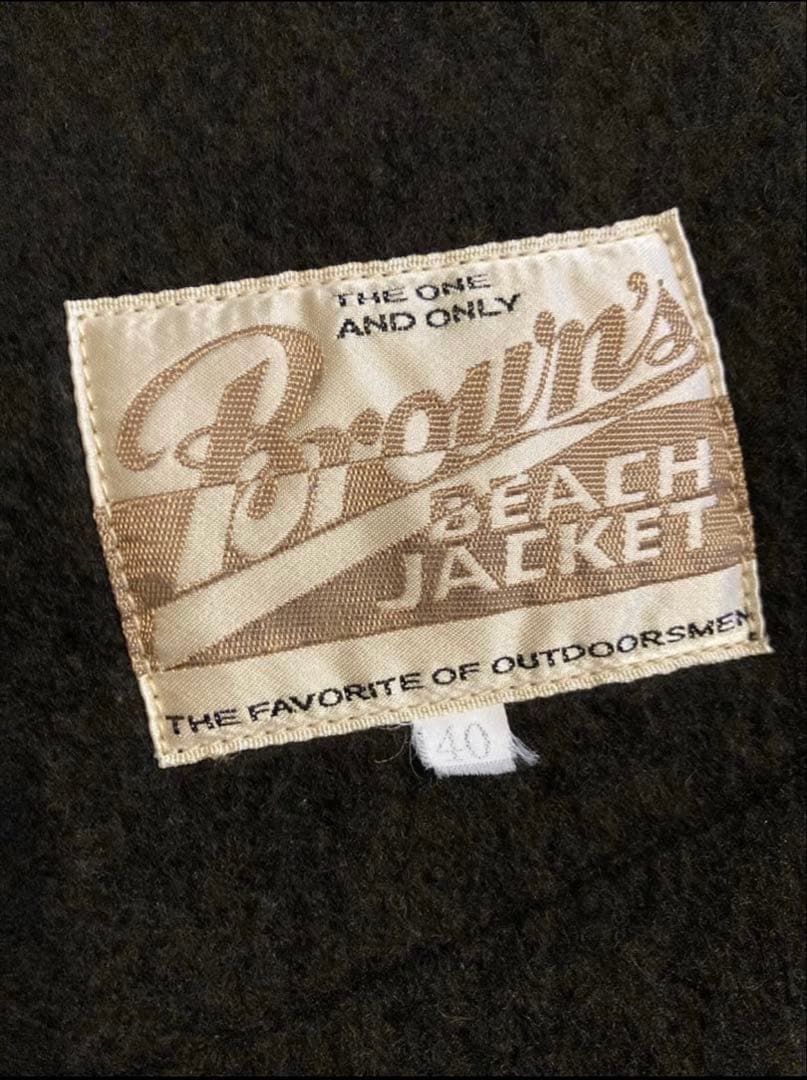 THE ONE
AND ONLY
Brown's
BEACH
JACKET
THE FAVORITE OF OUTDOORSMEN
40